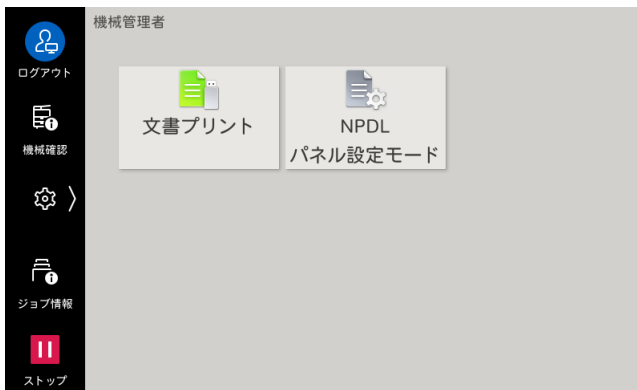 機械管理者
ログアウト
機械確認
ジョブ情報
ストップ
文書プリント
NPDL
パネル設定モード